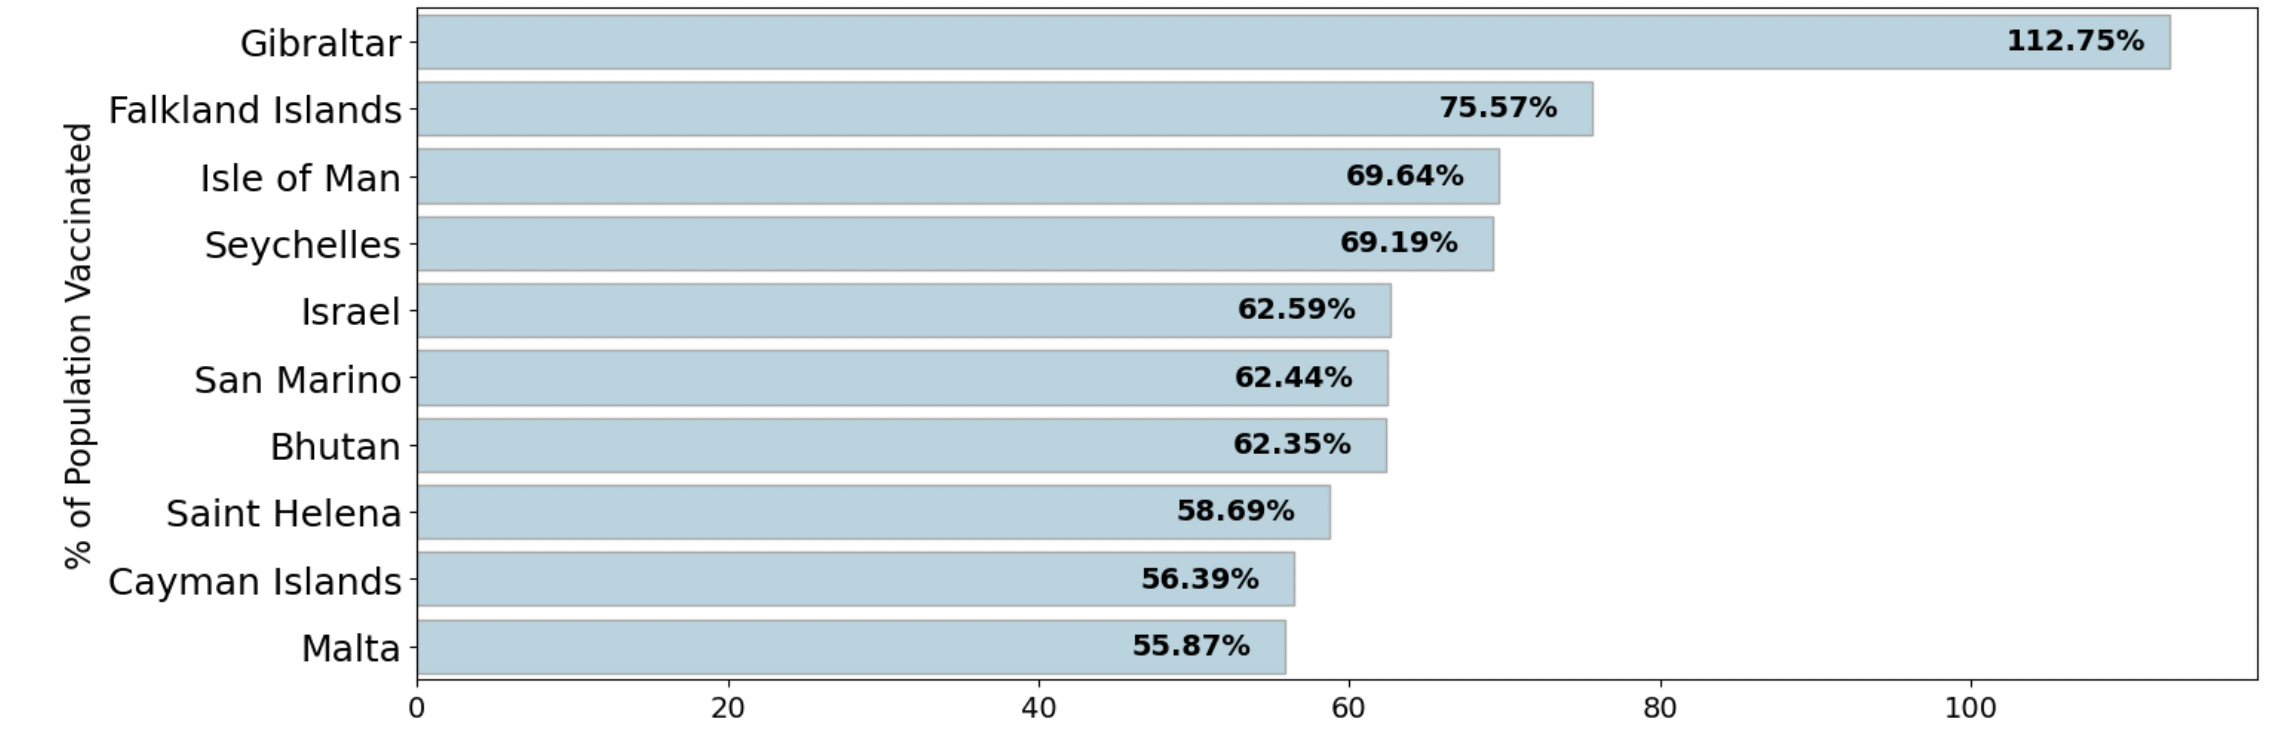 % of Population Vaccinated
Gibraltar 112.75%
Falkland Islands 75.57%
Isle of Man 69.64%
Seychelles 69.19%
Israel 62.59%
San Marino 62.44%
Bhutan 62.35%
Saint Helena 58.69%
Cayman Islands 56.39%
Malta 55.87%
0 20 40 60 80 100